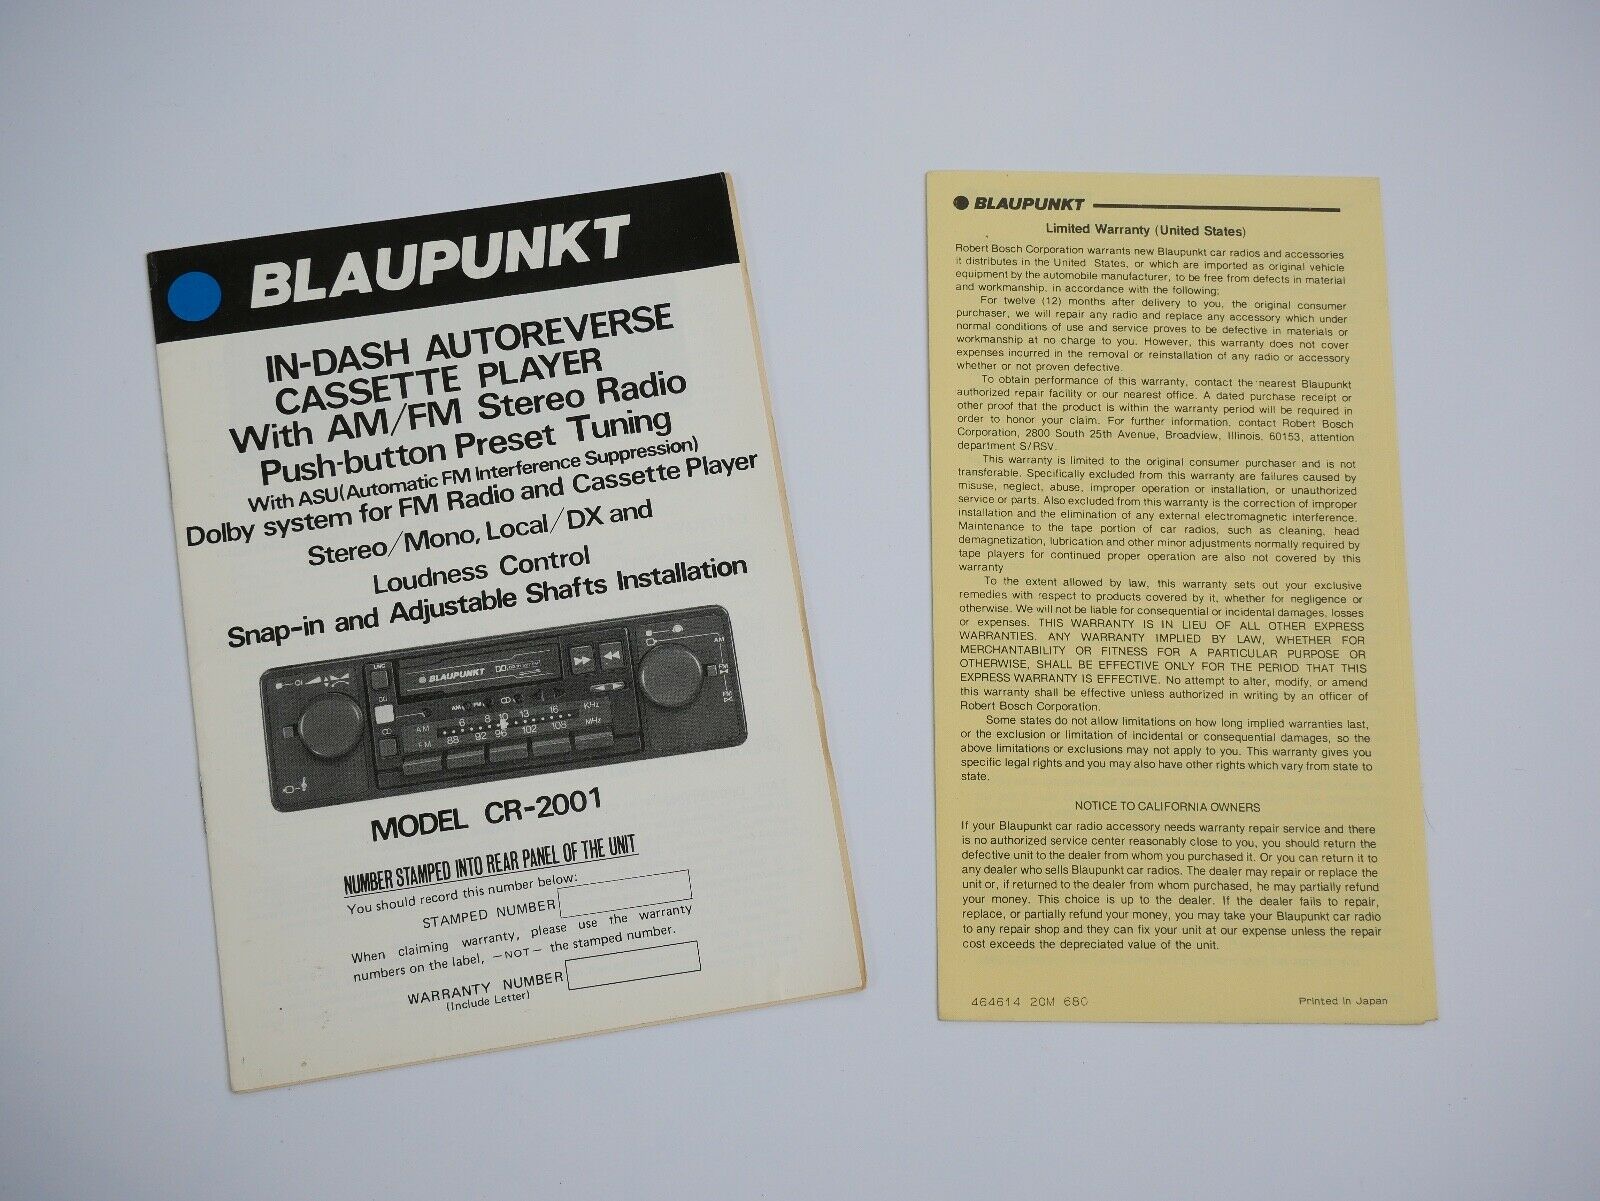 BLAUPUNKT
IN-DASH AUTOREVERSE
CASSETTE PLAYER
With AM/FM Stereo Radio
Push-button Preset Tuning
With ASU(Automatic FM Interference Suppression)
Dolby system for FM Radio and Cassette Player
Stereo/Mono, Local/DX and
Loudness Control
Snap-in and Adjustable Shafts Installation
BLAUPUNKT
AM 6 8 10 13 16 KHz
FM 88 92 96 102 108 MHz
AM
FM
FM
MODEL CR-2001
NUMBER STAMPED INTO REAR PANEL OF THE UNIT
You should record this number below:
STAMPED NUMBER
When claiming warranty, please use the warranty
numbers on the label, —NOT— the stamped number.
WARRANTY NUMBER
(Include Letter)
BLAUPUNKT
Limited Warranty (United States)
Robert Bosch Corporation warrants new Blaupunkt car radios and accessories
it distributes in the United States, or which are imported as original vehicle
equipment by the automobile manufacturer, to be free from defects in material
and workmanship, in accordance with the following;
For twelve (12) months after delivery to you, the original consumer
purchaser, we will repair any radio and replace any accessory which under
normal conditions of use and service proves to be defective in materials or
workmanship at no charge to you. However, this warranty does not cover
expenses incurred in the removal or reinstallation of any radio or accessory
whether or not proven defective.
To obtain performance of this warranty, contact the nearest Blaupunkt
authorized repair facility or our nearest office. A dated purchase receipt or
other proof that the product is within the warranty period will be required in
order to honor your claim. For further information, contact Robert Bosch
Corporation, 2800 South 25th Avenue, Broadview, Illinois, 60153, attention
department S/RSV.
This warranty is limited to the original consumer purchaser and is not
transferable. Specifically excluded from this warranty are failures caused by
misuse, neglect, abuse, improper operation or installation, or unauthorized
service or parts. Also excluded from this warranty is the correction of improper
installation and the elimination of any external electromagnetic interference.
Maintenance to the tape portion of car radios, such as cleaning, head
demagnetization, lubrication and other minor adjustments normally required by
tape players for continued proper operation are also not covered by this
warranty
To the extent allowed by law, this warranty sets out your exclusive
remedies with respect to products covered by it, whether for negligence or
otherwise. We will not be liable for consequential or incidental damages, losses
or expenses. THIS WARRANTY IS IN LIEU OF ALL OTHER EXPRESS
WARRANTIES. ANY WARRANTY IMPLIED BY LAW, WHETHER FOR
MERCHANTABILITY OR FITNESS FOR A PARTICULAR PURPOSE OR
OTHERWISE, SHALL BE EFFECTIVE ONLY FOR THE PERIOD THAT THIS
EXPRESS WARRANTY IS EFFECTIVE. No attempt to alter, modify, or amend
this warranty shall be effective unless authorized in writing by an officer of
Robert Bosch Corporation.
Some states do not allow limitations on how long implied warranties last,
or the exclusion or limitation of incidental or consequential damages, so the
above limitations or exclusions may not apply to you. This warranty gives you
specific legal rights and you may also have other rights which vary from state to
state.
NOTICE TO CALIFORNIA OWNERS
If your Blaupunkt car radio accessory needs warranty repair service and there
is no authorized service center reasonably close to you, you should return the
defective unit to the dealer from whom you purchased it. Or you can return it to
any dealer who sells Blaupunkt car radios. The dealer may repair or replace the
unit or, if returned to the dealer from whom purchased, he may partially refund
your money. This choice is up to the dealer. If the dealer fails to repair,
replace, or partially refund your money, you may take your Blaupunkt car radio
to any repair shop and they can fix your unit at our expense unless the repair
cost exceeds the depreciated value of the unit.
464614 20M 680
Printed in Japan